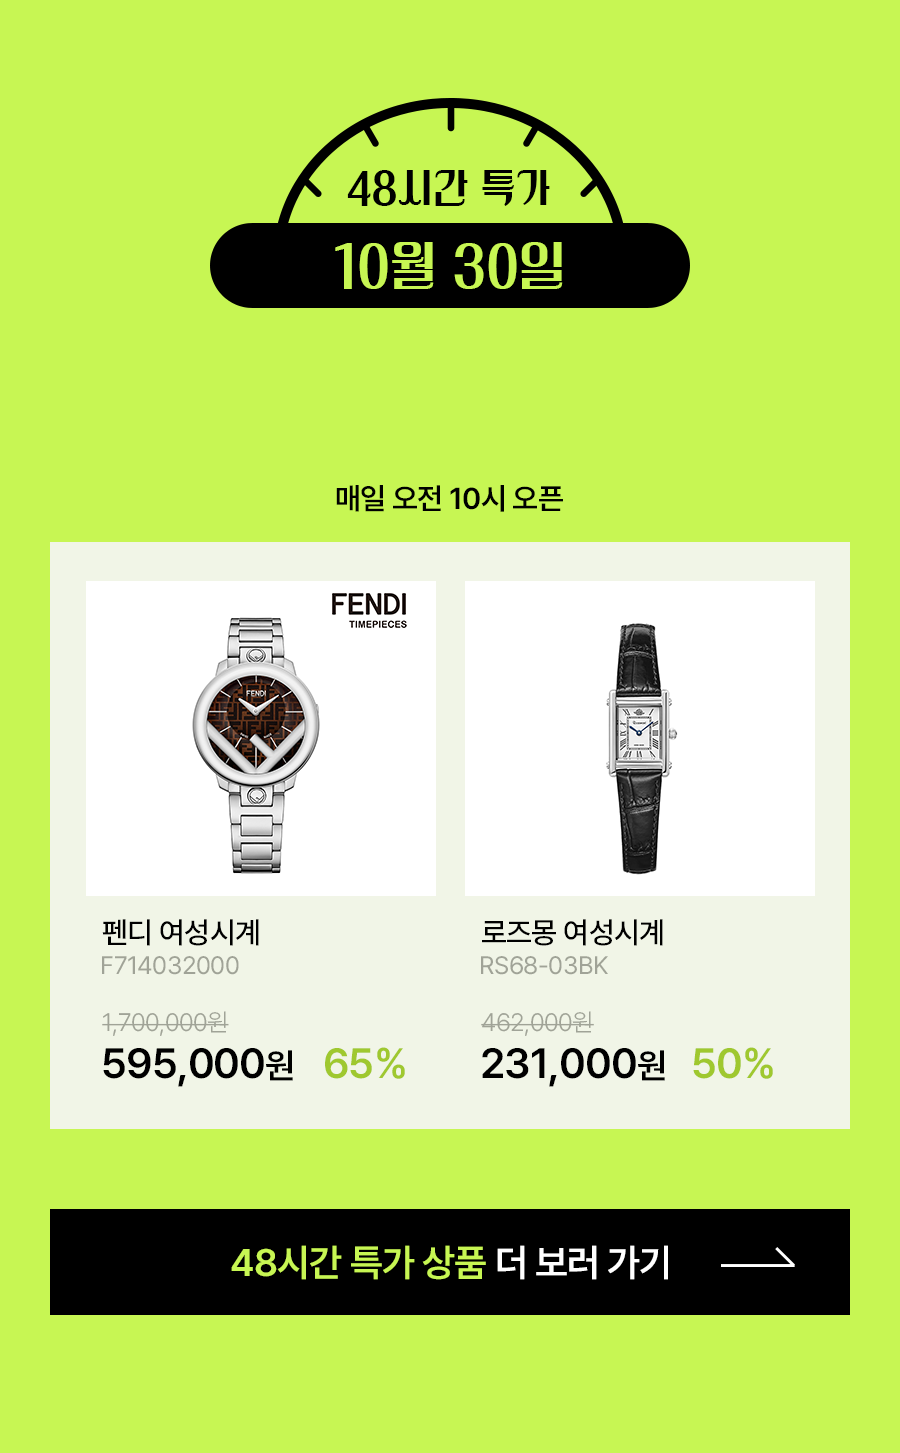 48시간 특가
10월 30일
매일 오전 10시 오픈
FENDI
TIMEPIECES
FENDI
펜디 여성시계
F714032000
1,700,000원
595,000원 65%
로즈몽 여성시계
RS68-03BK
462,000원
231,000원 50%
48시간 특가 상품 더 보러 가기